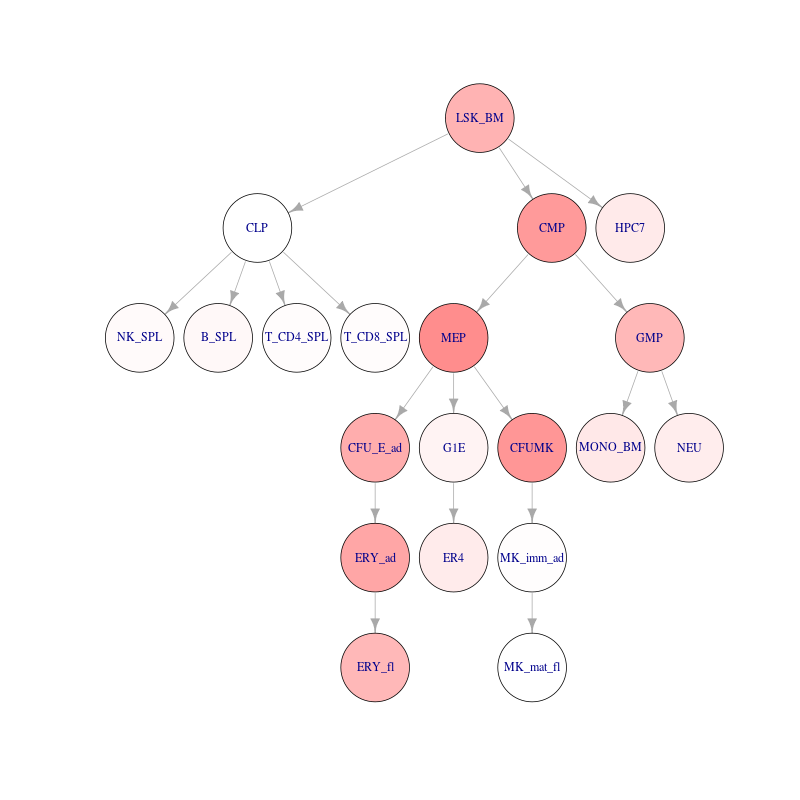 LSK_BM
CLP
CMP
HPC7
NK_SPL
B_SPL
T_CD4_SPL
T_CD8_SPL
MEP
GMP
CFU_E_ad
G1E
CFUMK
MONO_BM
NEU
ERY_ad
ER4
MK_imm_ad
ERY_fl
MK_mat_fl